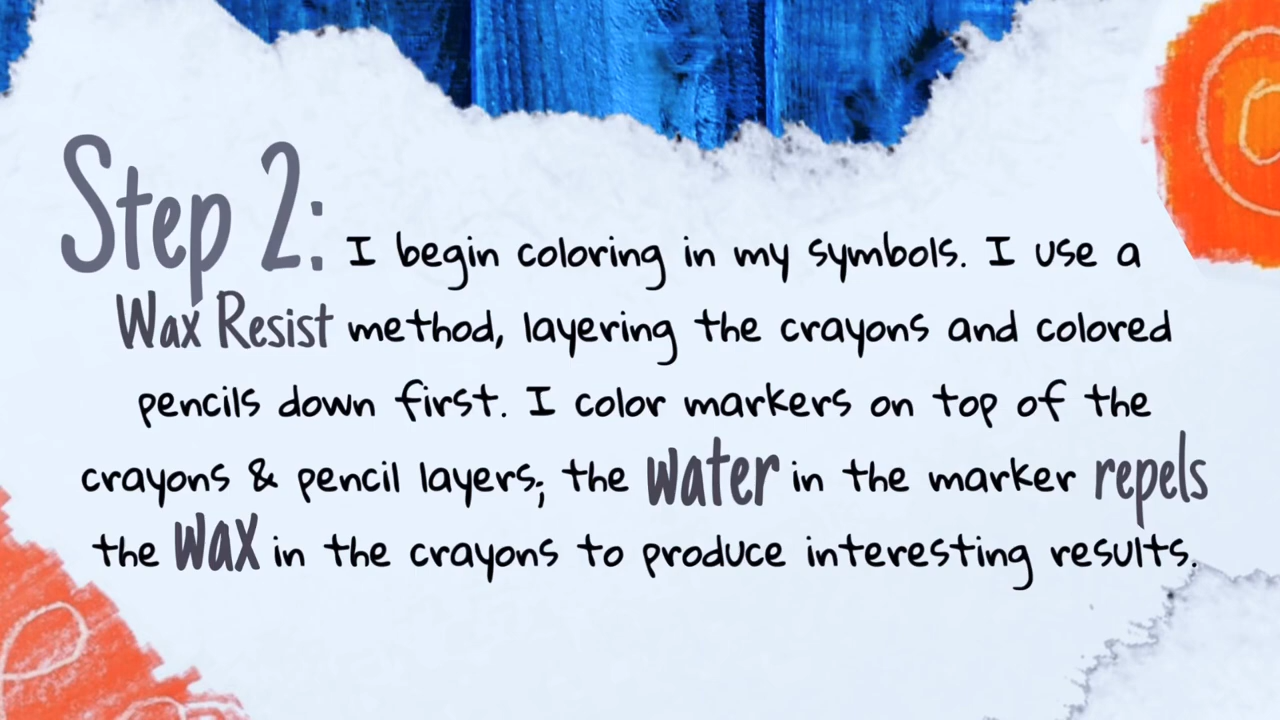 Step 2: I begin coloring in my symbols. I use a
Wax Resist method, layering the crayons and colored
pencils down first. I color markers on top of the
crayons & pencil layers; the water in the marker repels
the wax in the crayons to produce interesting results.